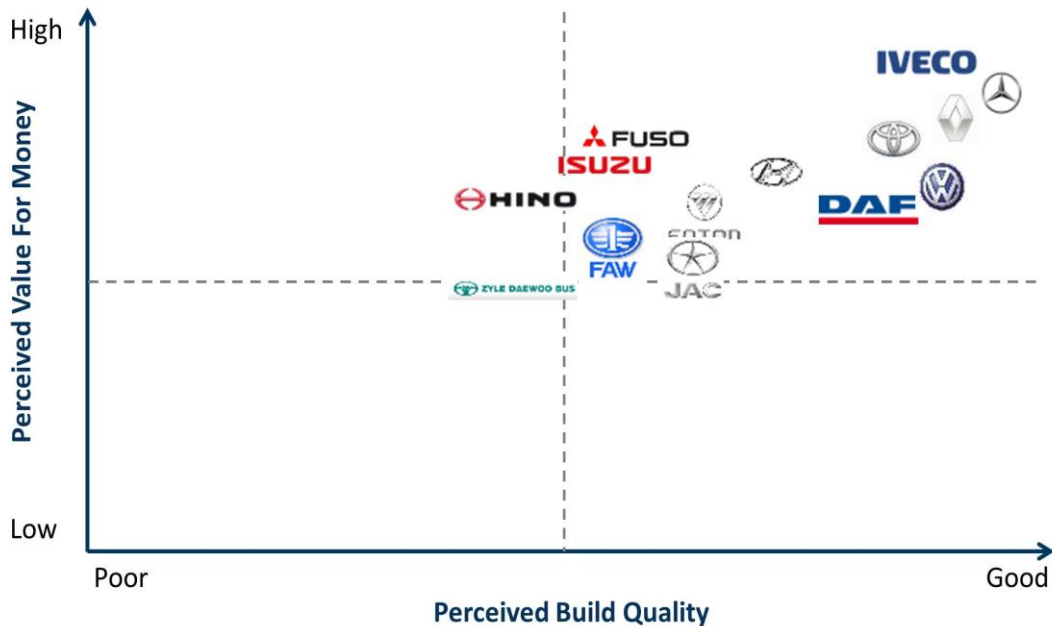 High
IVECO
FUSO
ISUZU
HINO
DAF
FOTON
FAW
JAC
ZYLE DAEWOO BUS
Perceived Value For Money
Low
Poor
Good
Perceived Build Quality